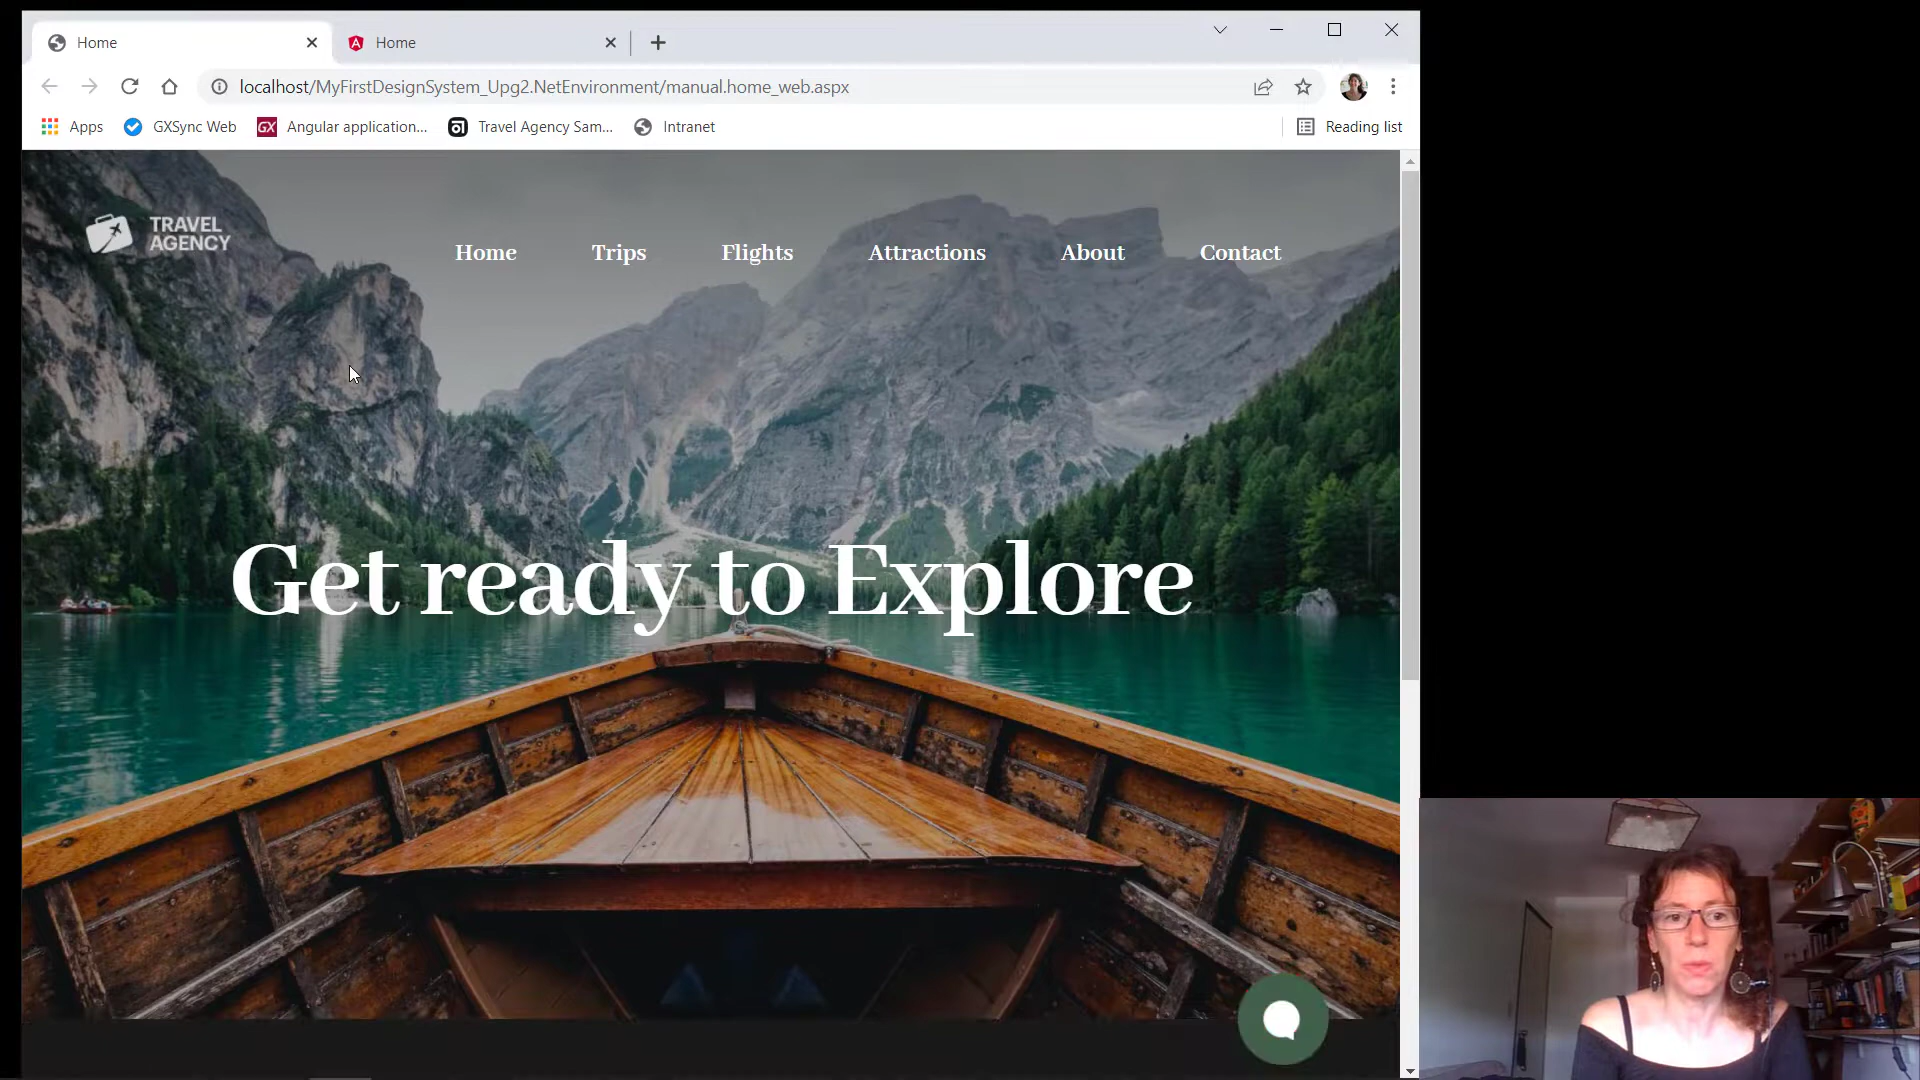 Home
Home
localhost/MyFirstDesignSystem_Upg2.NetEnvironment/manual.home_web.aspx
Apps
GXSync Web
GX
Angular application...
Travel Agency Sam...
Intranet
Reading list
TRAVEL
AGENCY
Home
Trips
Flights
Attractions
About
Contact
Get ready to Explore